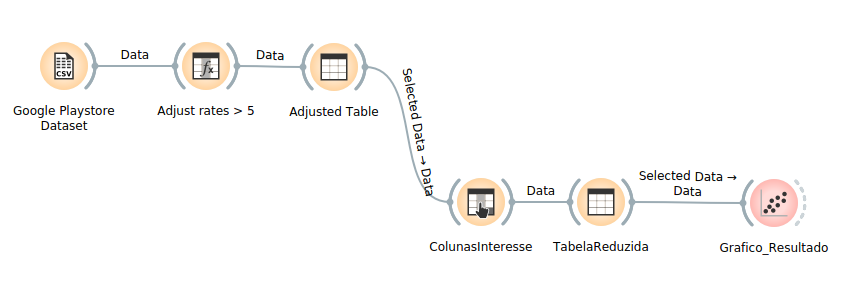 Data
Data
CSV
fx
Google Playstore
Dataset
Adjust rates > 5
Adjusted Table
Selected Data → Data
Data
Selected Data →
Data
ColunasInteresse
TabelaReduzida
Grafico_Resultado